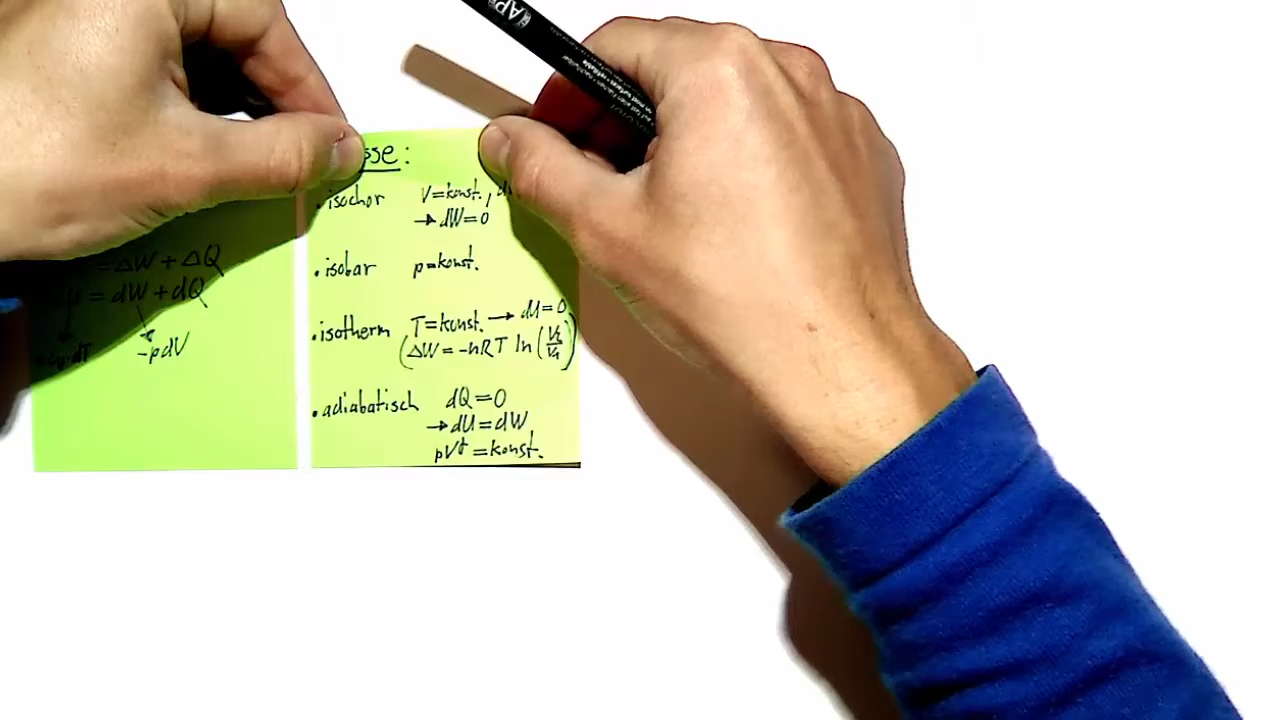 = ΔW + ΔQ
= dW + dQ
-pdV
:
• isochor V = konst.,
→ dW = 0
• isobar p = konst.
• isotherm T = konst. → dU = 0
(ΔW = -nRT ln(V₂/V₁))
• adiabatisch dQ = 0
→ dU = dW
pV^γ = konst.